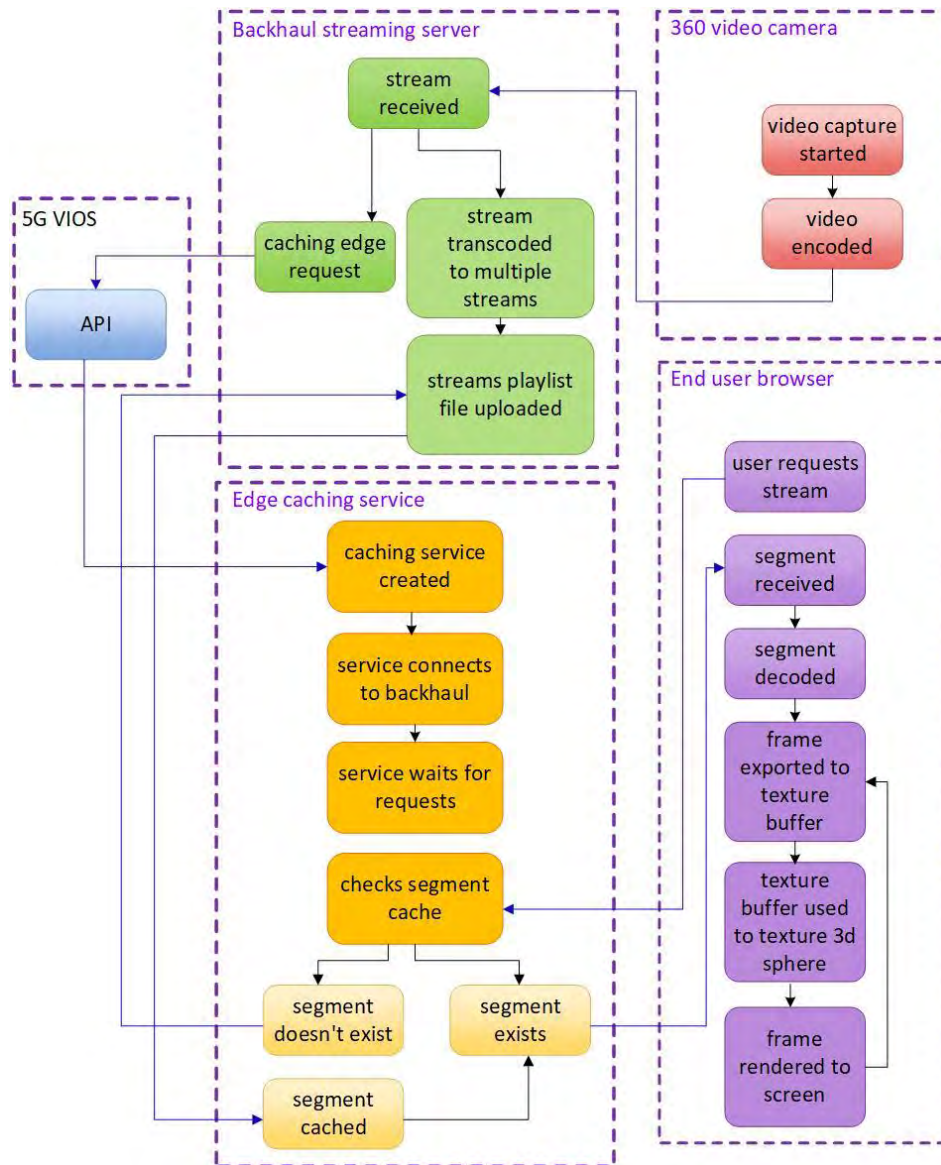 Backhaul streaming server
stream
received
caching edge
request
stream
transcoded
to multiple
streams
streams playlist
file uploaded
360 video camera
video capture
started
video
encoded
5G VIOS
API
Edge caching service
caching service
created
service connects
to backhaul
service waits for
requests
checks segment
cache
segment
doesn't exist
segment
exists
segment
cached
End user browser
user requests
stream
segment
received
segment
decoded
frame
exported to
texture
buffer
texture
buffer used
to texture 3d
sphere
frame
rendered to
screen